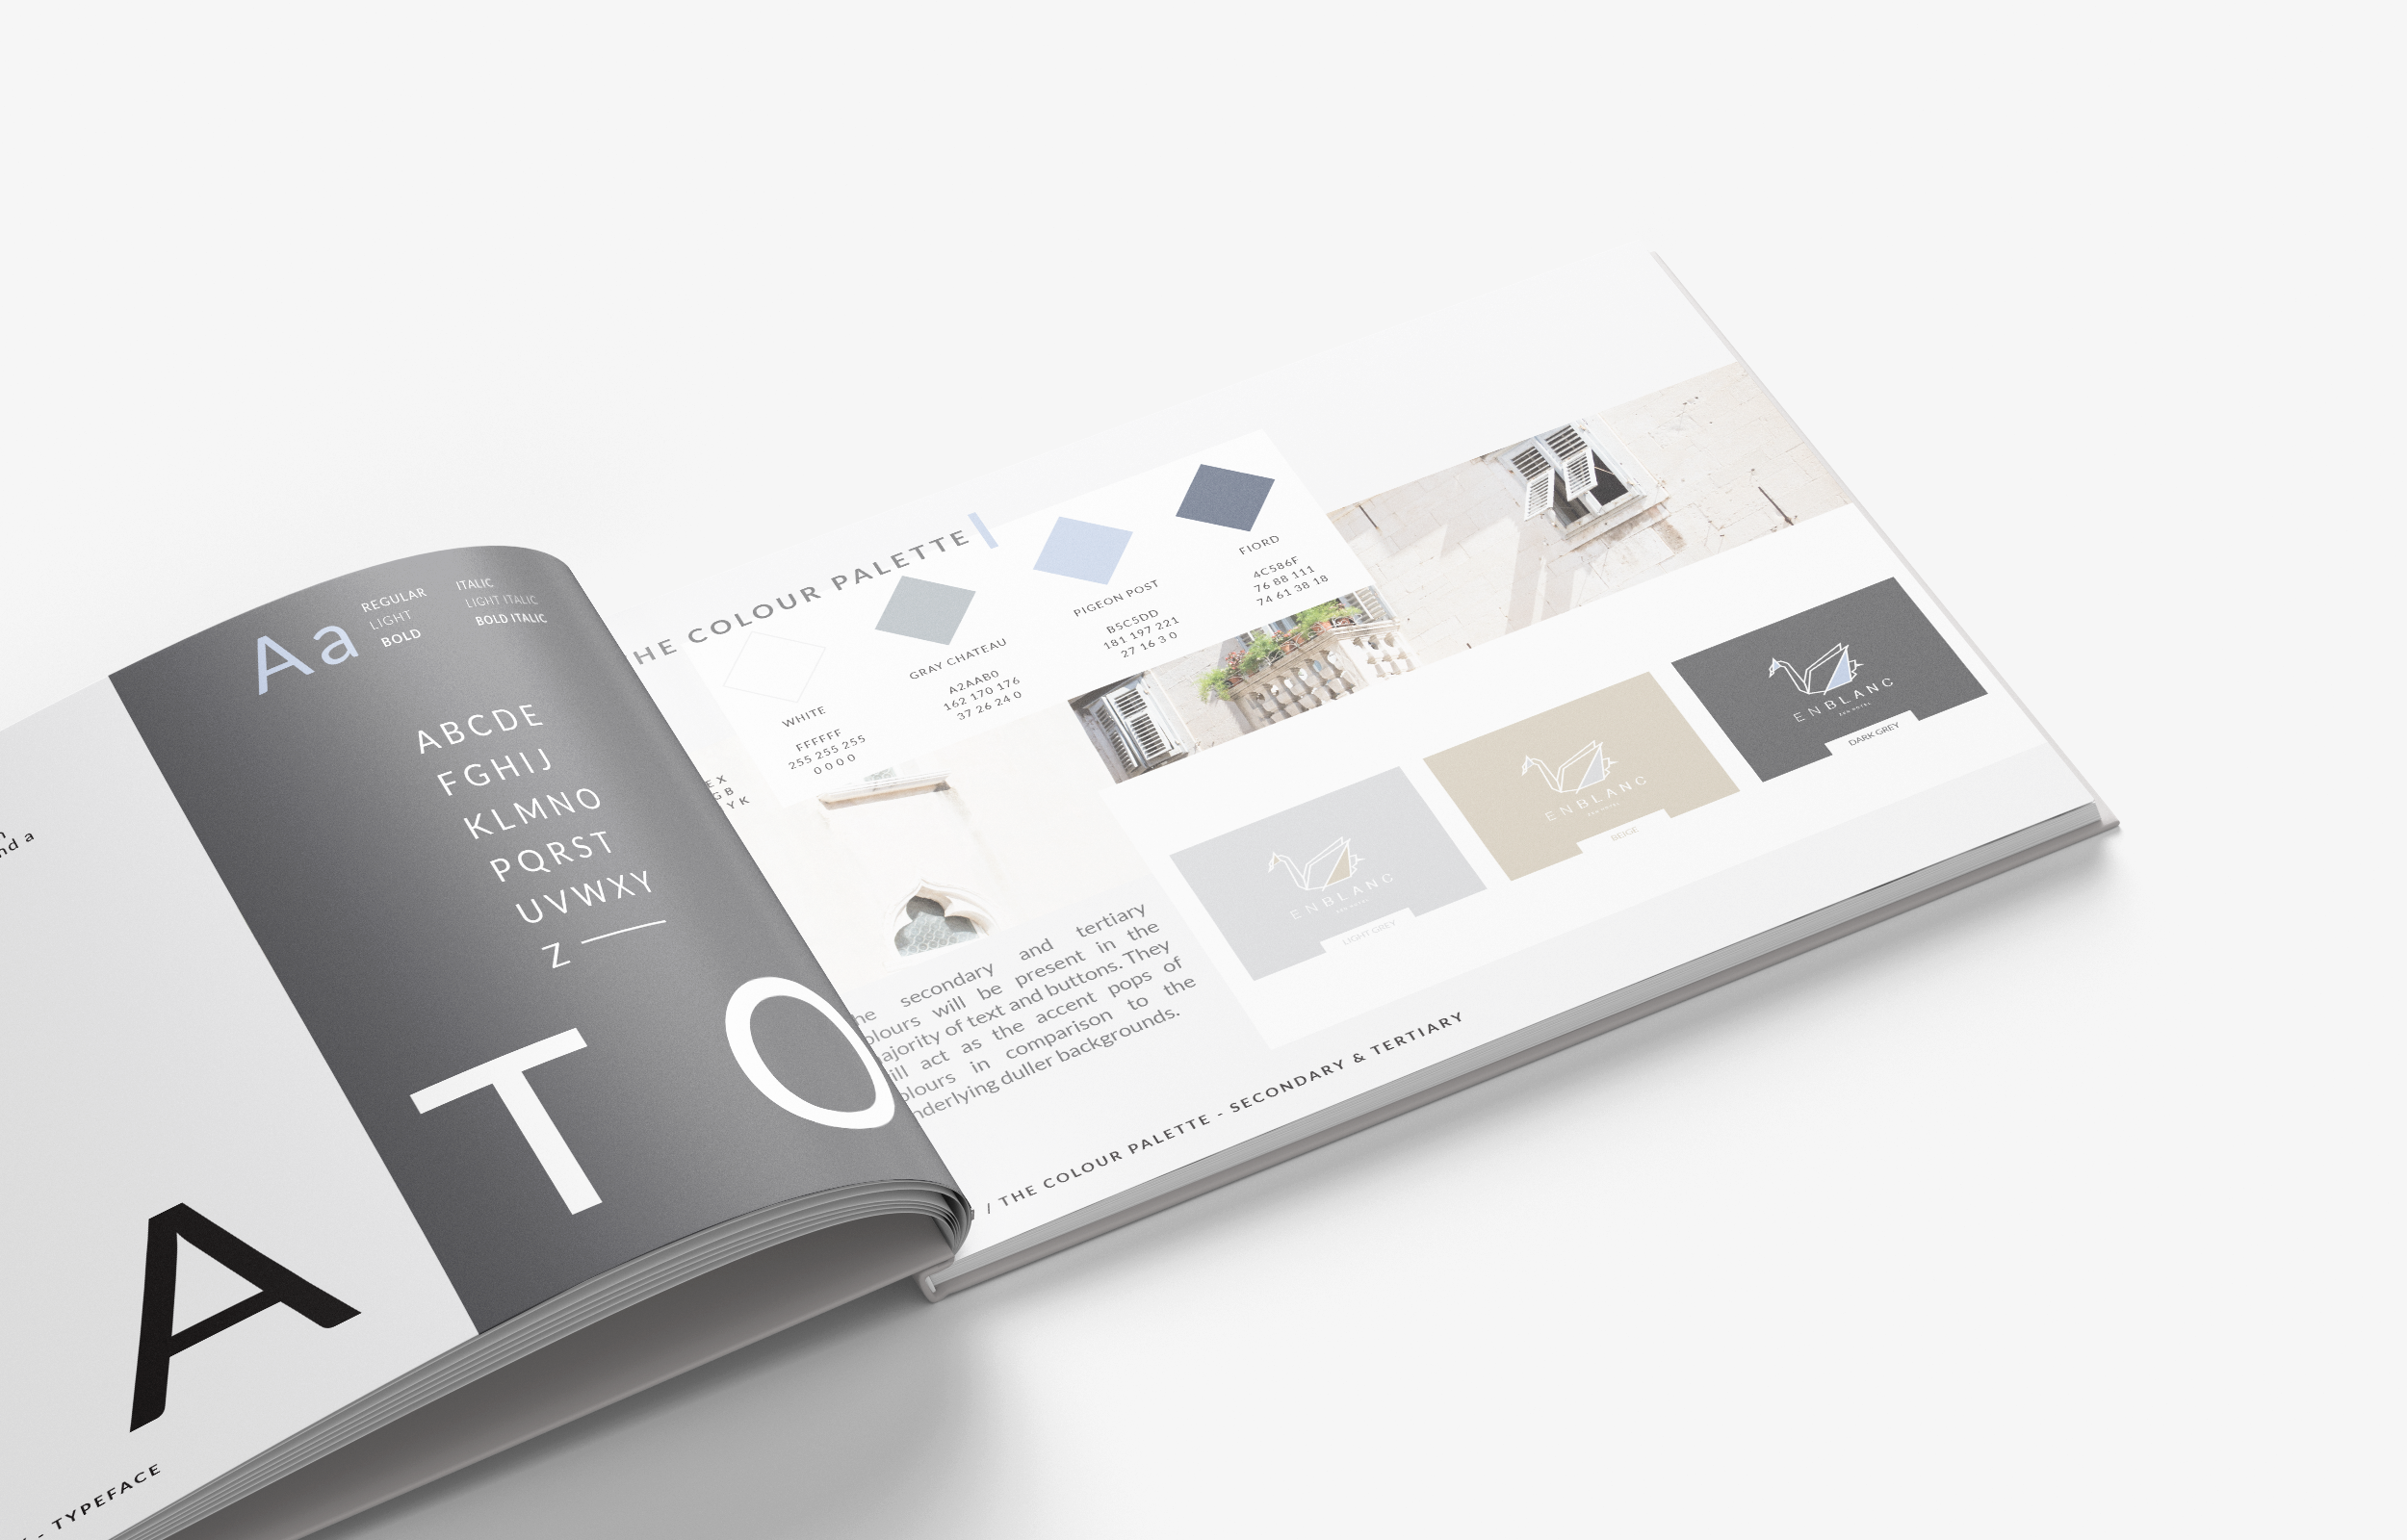 nd a
Aa
REGULAR
LIGHT
BOLD
ITALIC
LIGHT ITALIC
BOLD ITALIC
ABCDE
FGHIJ
KLMNO
PQRST
UVWXY
Z
A T O
- TYPEFACE
HE COLOUR PALETTE
EX
GB
YK
WHITE
FFFFFF
255 255 255
0 0 0 0
GRAY CHATEAU
A2AAB0
162 170 176
37 26 24 0
PIGEON POST
B5C5DD
181 197 221
27 16 3 0
FIORD
4C586F
76 88 111
74 61 38 18
he secondary and tertiary
olours will be present in the
ajority of text and buttons. They
ill act as the accent pops of
olours in comparison to the
nderlying duller backgrounds.
ENBLANC
LIGHT GREY
ENBLANC
BEIGE
ENBLANC
DARK GREY
/ THE COLOUR PALETTE - SECONDARY & TERTIARY